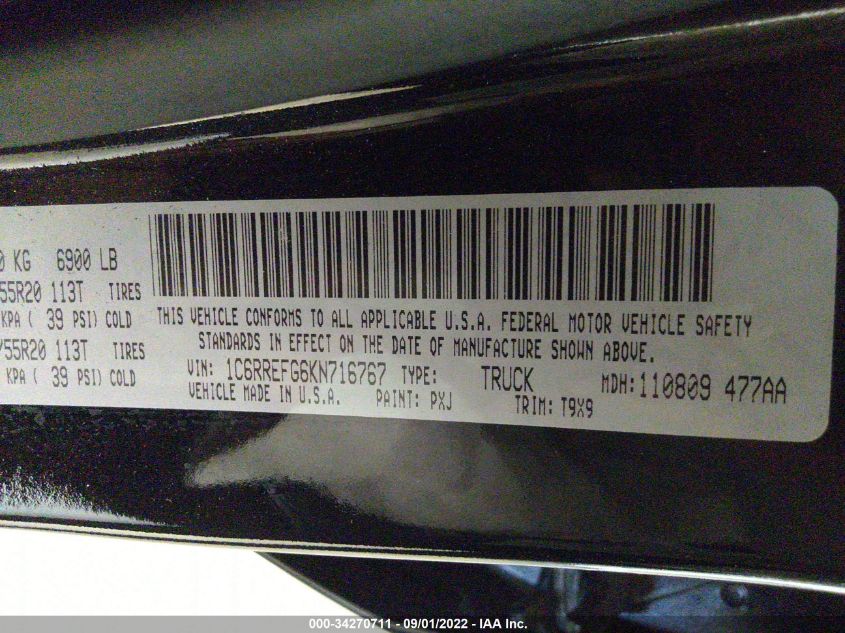 0 KG 6900 LB
55R20 113T TIRES
KPA ( 39 PSI) COLD
/55R20 113T TIRES
KPA ( 39 PSI) COLD
THIS VEHICLE CONFORMS TO ALL APPLICABLE U.S.A. FEDERAL MOTOR VEHICLE SAFETY
STANDARDS IN EFFECT ON THE DATE OF MANUFACTURE SHOWN ABOVE.
VIN: 1C6RREFG6KN716767 TYPE: TRUCK MDH: 110809 477AA
VEHICLE MADE IN U.S.A. PAINT: PXJ TRIM: T9X9
000-34270711 - 09/01/2022 - IAA Inc.